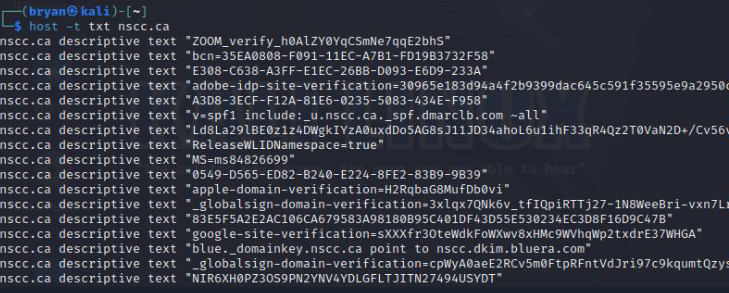 (bryan㉿kali)-[~]
$ host -t txt nscc.ca
nscc.ca descriptive text "ZOOM_verify_h0AlZY0YqCSmNe7qqE2bhS"
nscc.ca descriptive text "bcn=35EA0808-F091-11EC-A7B1-FD19B3732F58"
nscc.ca descriptive text "E308-C638-A3FF-E1EC-26BB-D093-E6D9-233A"
nscc.ca descriptive text "adobe-idp-site-verification=30965e183d94a4f2b9399dac645c591f35595e9a2950c
nscc.ca descriptive text "A3D8-3ECF-F12A-81E6-0235-5083-434E-F958"
nscc.ca descriptive text "v=spf1 include:_u.nscc.ca._spf.dmarclb.com ~all"
nscc.ca descriptive text "Ld8La29lBE0z1z4DWgkIYzA0uxdDo5AG8sJ11JD34ahoL6u1ihF33qR4Qz2T0VaN2D+/Cv56v
nscc.ca descriptive text "ReleaseWLIDNamespace=true"
nscc.ca descriptive text "MS=ms84826699"
nscc.ca descriptive text "0549-D565-ED82-B240-E224-8FE2-83B9-9B39"
nscc.ca descriptive text "apple-domain-verification=H2RqbaG8MufDb0vi"
nscc.ca descriptive text "_globalsign-domain-verification=3xlqx7QNk6v_tfIQpiRTTj27-1N8WeeBri-vxn7Lr
nscc.ca descriptive text "83E5F5A2E2AC106CA679583A98180B95C401DF43D55E530234EC3D8F16D9C47B"
nscc.ca descriptive text "google-site-verification=sXXXfr3OteWdkFoWXwv8xHMc9WVhqWp2txdrE37WHGA"
nscc.ca descriptive text "blue._domainkey.nscc.ca point to nscc.dkim.bluera.com"
nscc.ca descriptive text "_globalsign-domain-verification=cpWyA0aeE2RCv5m0FtpRFntVdJri97c9kqumtQzys
nscc.ca descriptive text "NIR6XH0PZ3OS9PN2YNV4YDLGFLTJITN27494USYDT"